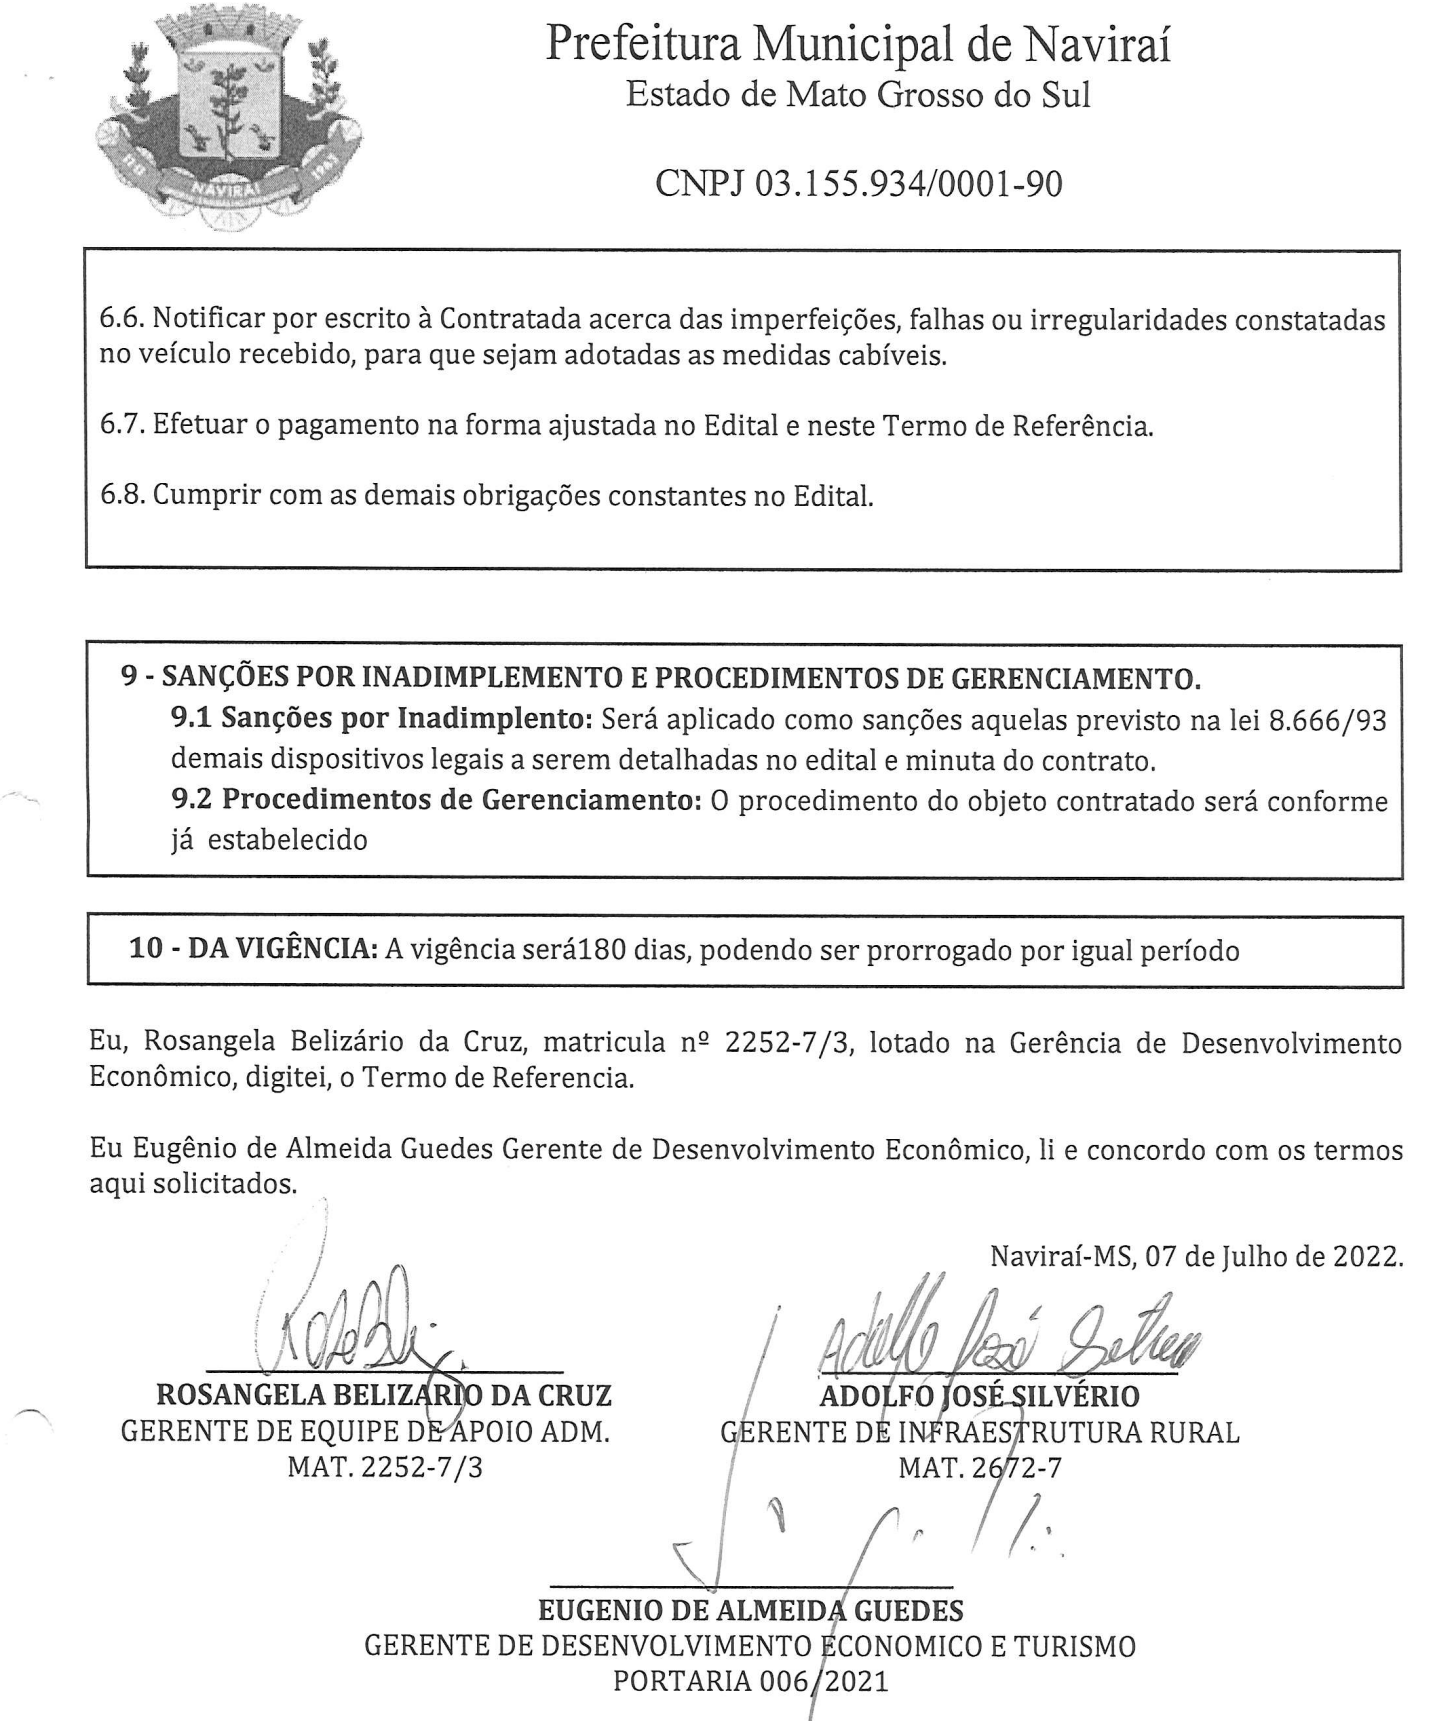 Prefeitura Municipal de Naviraí
Estado de Mato Grosso do Sul
CNPJ 03.155.934/0001-90
NAVIRAÍ
1963
6.6. Notificar por escrito à Contratada acerca das imperfeições, falhas ou irregularidades constatadas
no veículo recebido, para que sejam adotadas as medidas cabíveis.
6.7. Efetuar o pagamento na forma ajustada no Edital e neste Termo de Referência.
6.8. Cumprir com as demais obrigações constantes no Edital.
9 - SANÇÕES POR INADIMPLEMENTO E PROCEDIMENTOS DE GERENCIAMENTO.
9.1 Sanções por Inadimplento: Será aplicado como sanções aquelas previsto na lei 8.666/93
demais dispositivos legais a serem detalhadas no edital e minuta do contrato.
9.2 Procedimentos de Gerenciamento: O procedimento do objeto contratado será conforme
já estabelecido
10 - DA VIGÊNCIA: A vigência será180 dias, podendo ser prorrogado por igual período
Eu, Rosangela Belizário da Cruz, matricula nº 2252-7/3, lotado na Gerência de Desenvolvimento
Econômico, digitei, o Termo de Referencia.
Eu Eugênio de Almeida Guedes Gerente de Desenvolvimento Econômico, li e concordo com os termos
aqui solicitados.
Naviraí-MS, 07 de Julho de 2022.
Adolfo José
ROSANGELA BELIZARIO DA CRUZ
GERENTE DE EQUIPE DE APOIO ADM.
MAT. 2252-7/3
ADOLFO JOSÉ SILVÉRIO
GERENTE DE INFRAESTRUTURA RURAL
MAT. 2672-7
EUGENIO DE ALMEIDA GUEDES
GERENTE DE DESENVOLVIMENTO ECONOMICO E TURISMO
PORTARIA 006/2021